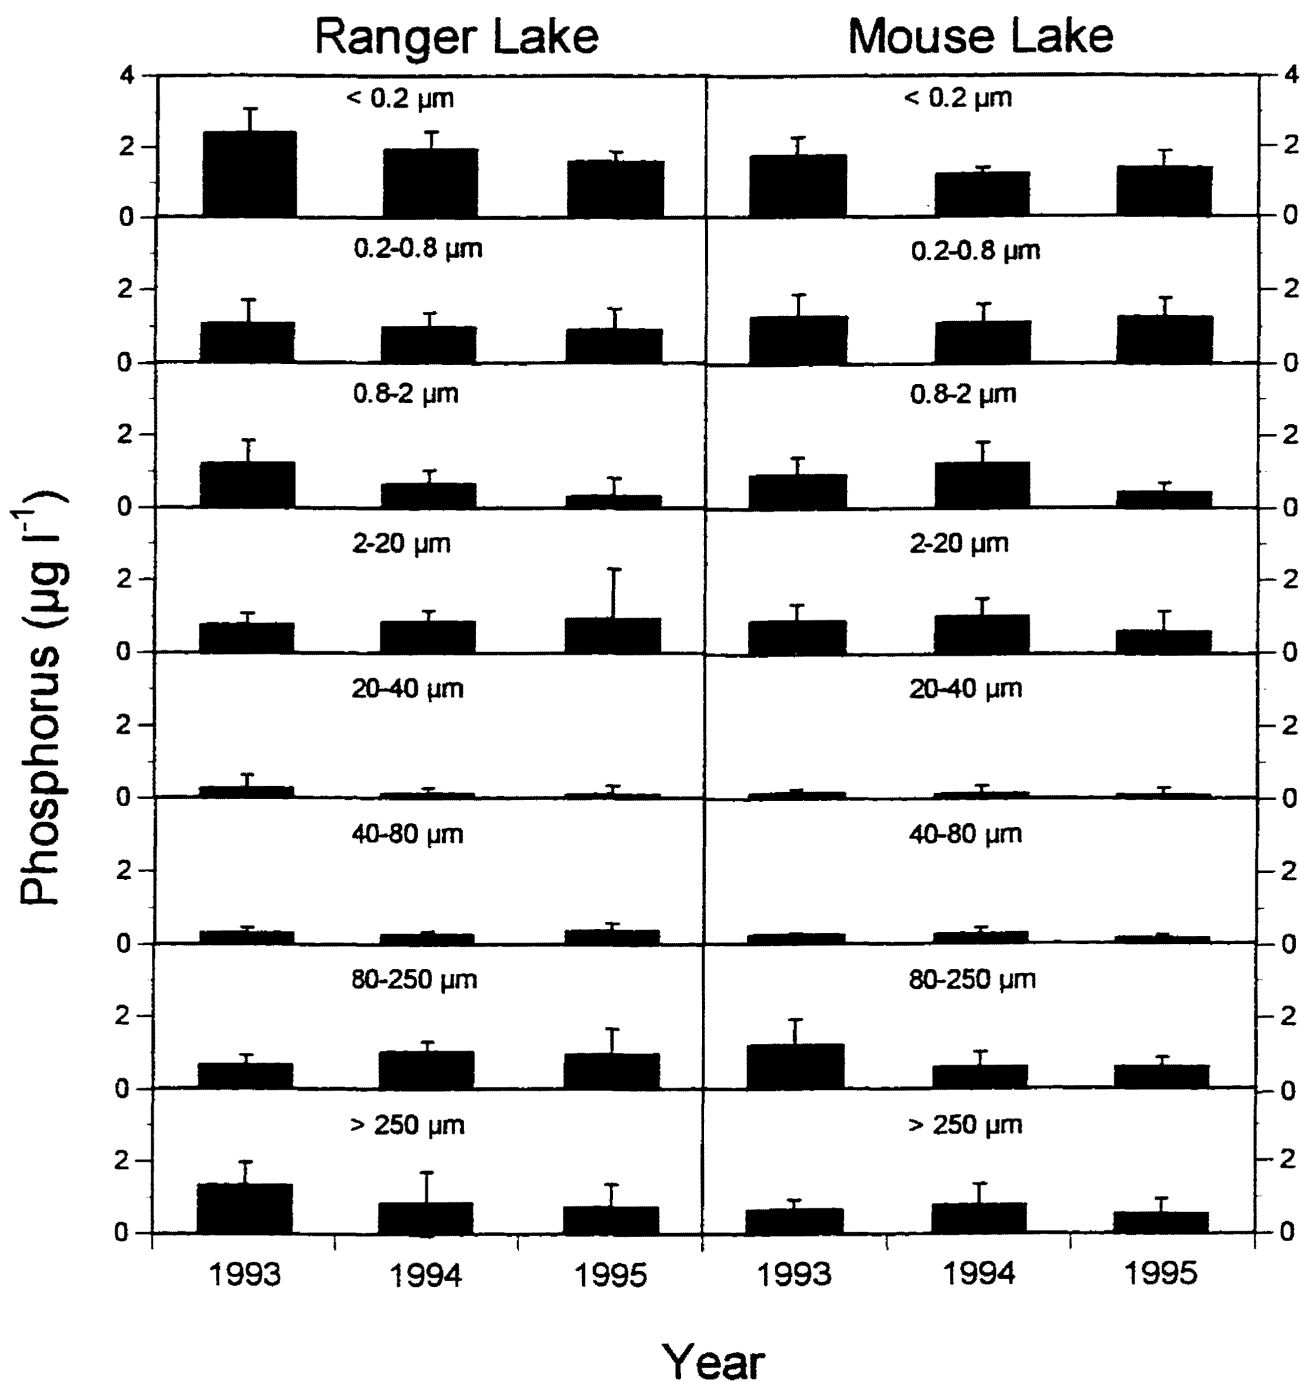 Ranger Lake Mouse Lake
4 < 0.2 µm < 0.2 µm 4
2 2
0 0
0.2-0.8 µm 0.2-0.8 µm
2 2
0 0
0.8-2 µm 0.8-2 µm
2 2
0 0
2-20 µm 2-20 µm
2 2
0 0
20-40 µm 20-40 µm
2 2
0 0
40-80 µm 40-80 µm
2 2
0 0
80-250 µm 80-250 µm
2 2
0 0
> 250 µm > 250 µm
2 2
0 0
1993 1994 1995 1993 1994 1995
Year
Phosphorus (µg l⁻¹)